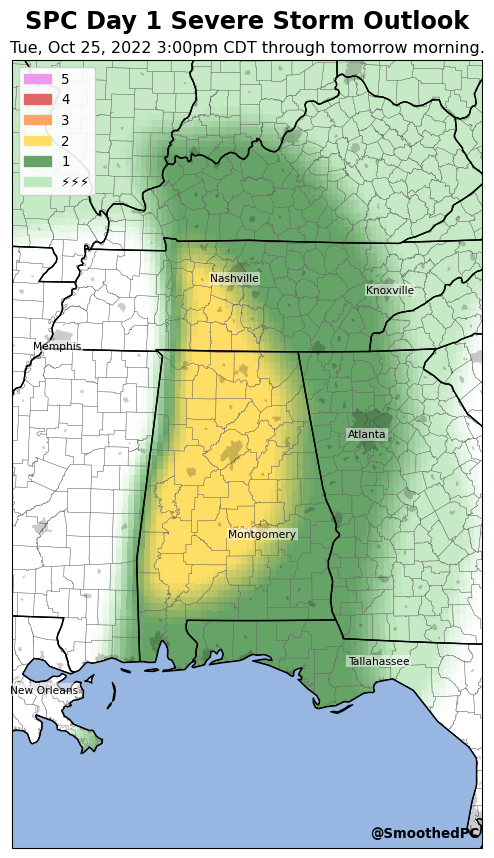 SPC Day 1 Severe Storm Outlook
Tue, Oct 25, 2022 3:00pm CDT through tomorrow morning.
5
4
3
2
1
⚡⚡⚡
Nashville
Knoxville
Memphis
Atlanta
Montgomery
Tallahassee
New Orleans
@SmoothedPC